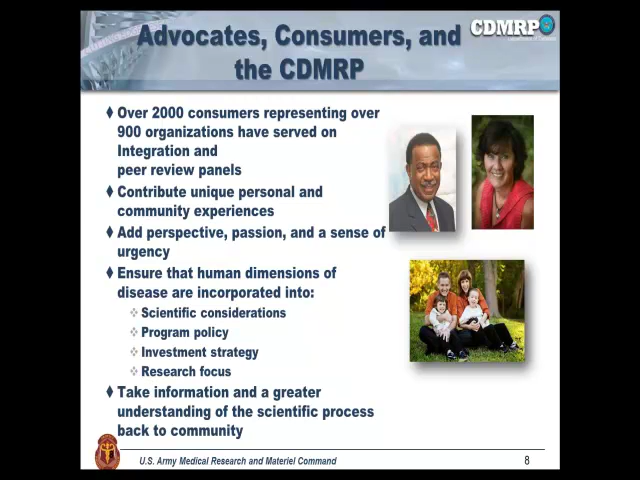 Advocates, Consumers, and
the CDMRP
CDMRP
Department of Defense
Over 2000 consumers representing over
900 organizations have served on
Integration and
peer review panels
Contribute unique personal and
community experiences
Add perspective, passion, and a sense of
urgency
Ensure that human dimensions of
disease are incorporated into:
Scientific considerations
Program policy
Investment strategy
Research focus
Take information and a greater
understanding of the scientific process
back to community
U.S. Army Medical Research and Materiel Command
8